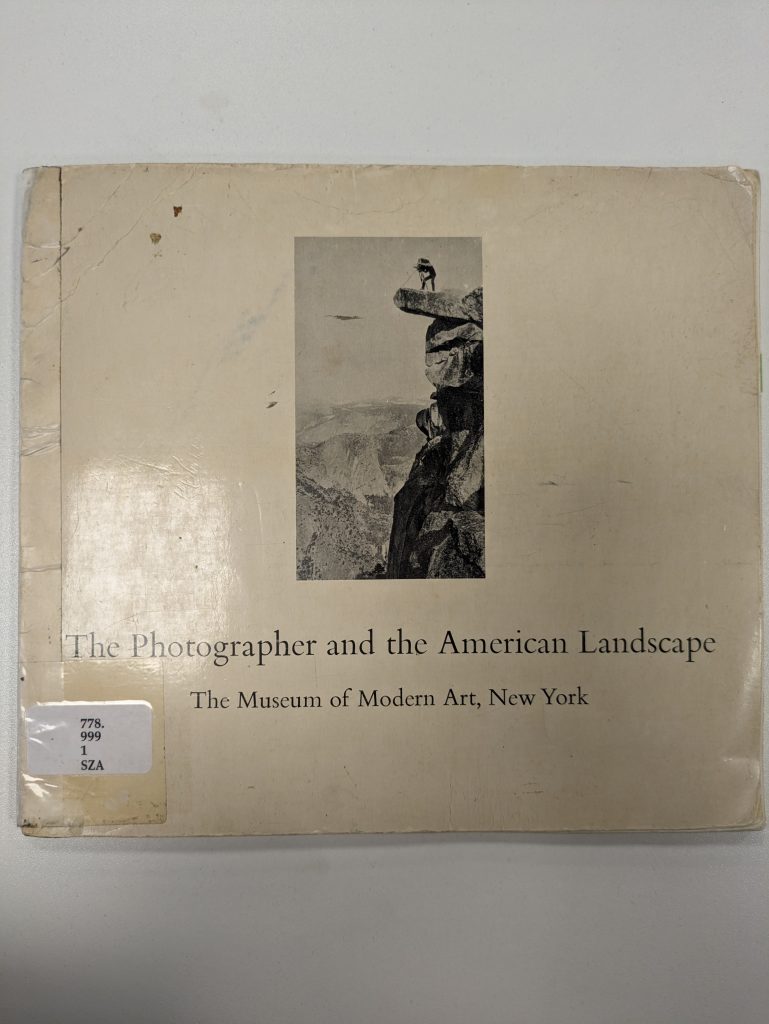 The Photographer and the American Landscape
The Museum of Modern Art, New York
778.
999
1
SZA